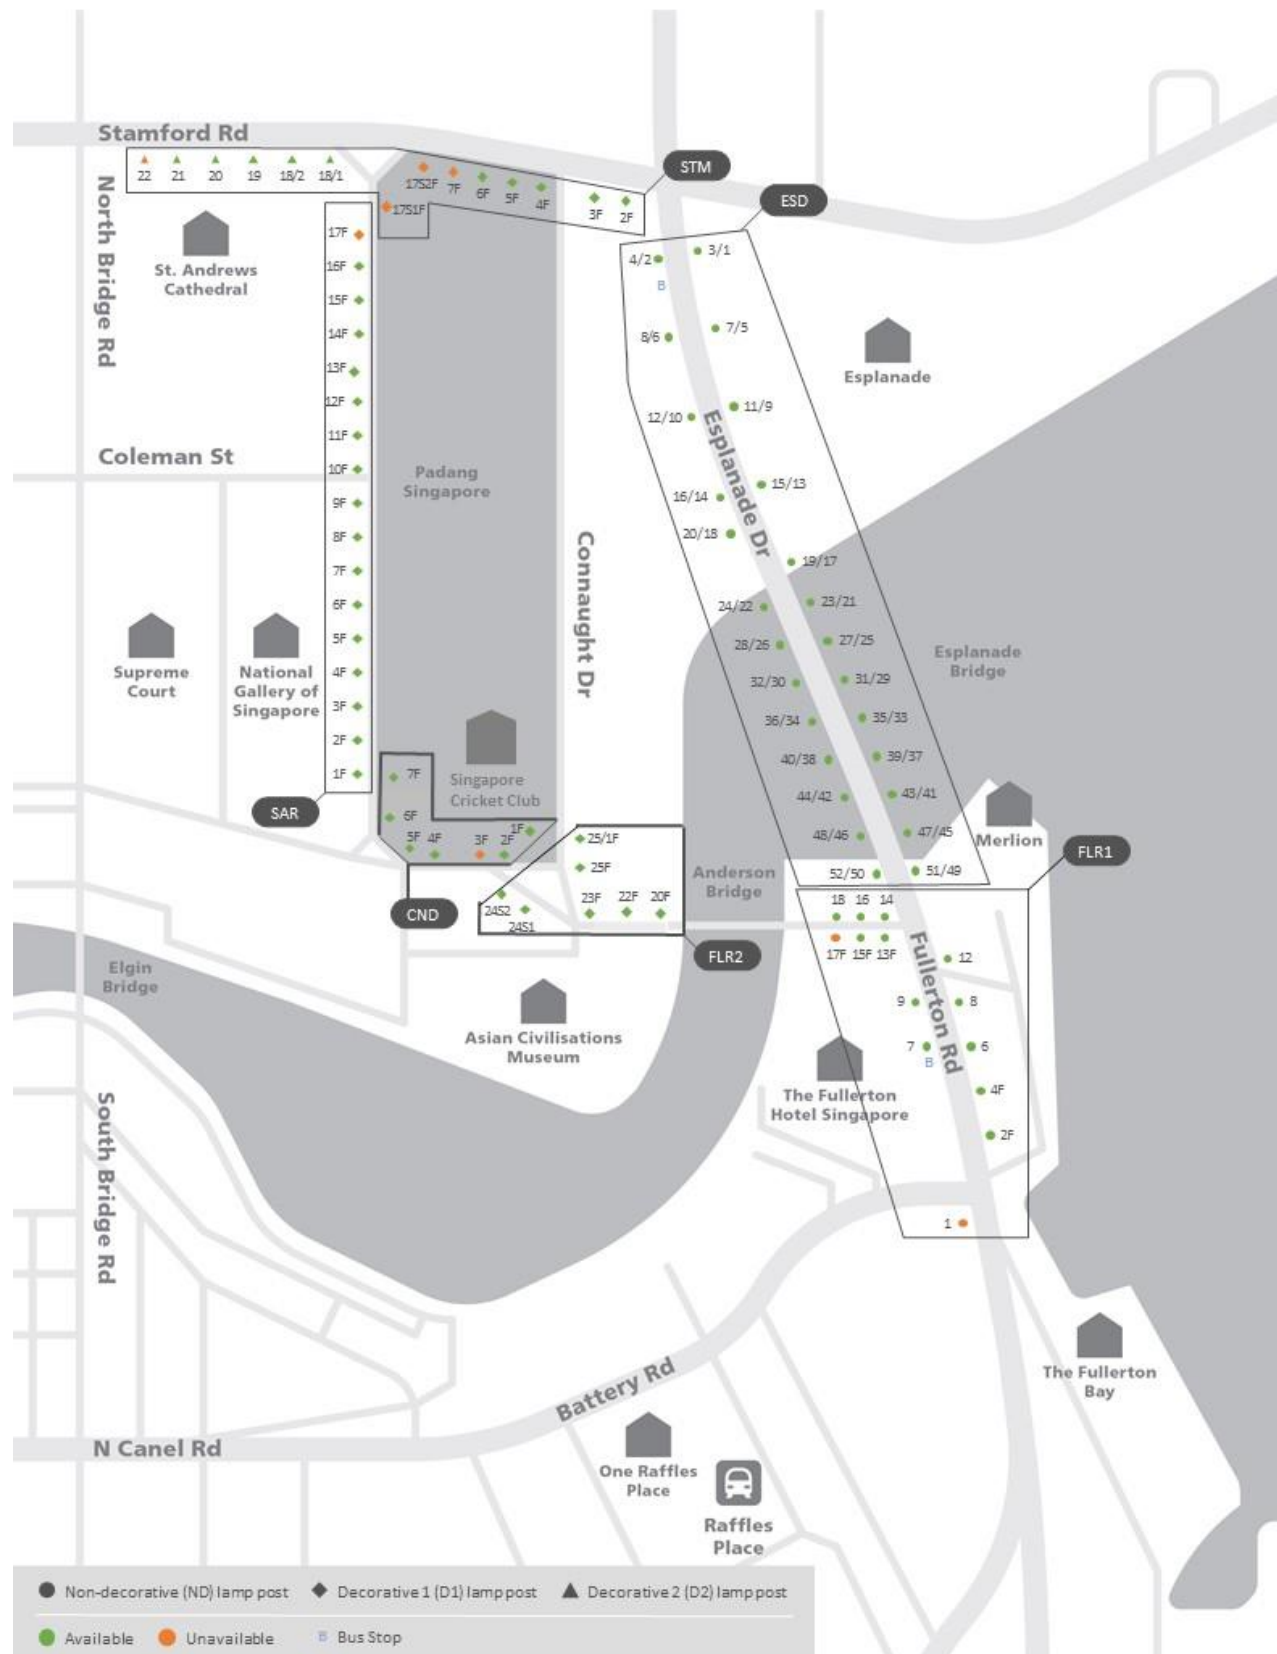 Stamford Rd
STM
22
21
20
19
18/2
18/1
17S2F
7F
6F
5F
4F
3F
2F
17S1F
ESD
North Bridge Rd
St. Andrews
Cathedral
17F
16F
15F
14F
13F
12F
11F
10F
9F
8F
7F
6F
5F
4F
3F
2F
1F
SAR
4/2
3/1
B
8/6
7/5
Esplanade
12/10
11/9
Esplanade Dr
Coleman St
Padang
Singapore
16/14
15/13
20/18
19/17
Connaught Dr
24/22
23/21
28/26
27/25
Esplanade
Bridge
32/30
31/29
36/34
35/33
40/38
39/37
44/42
43/41
48/46
47/45
52/50
51/49
Supreme
Court
National
Gallery of
Singapore
Singapore
Cricket Club
7F
6F
5F
4F
3F
2F
1F
CND
25/1F
25F
23F
22F
20F
24S2
24S1
FLR2
Anderson
Bridge
Merlion
FLR1
18
16
14
17F
15F
13F
12
Fullerton Rd
9
8
7
6
B
4F
2F
1
Elgin
Bridge
Asian Civilisations
Museum
The Fullerton
Hotel Singapore
South Bridge Rd
The Fullerton
Bay
Battery Rd
N Canel Rd
One Raffles
Place
Raffles
Place
Non-decorative (ND) lamp post
Decorative 1 (D1) lamp post
Decorative 2 (D2) lamp post
Available
Unavailable
B Bus Stop